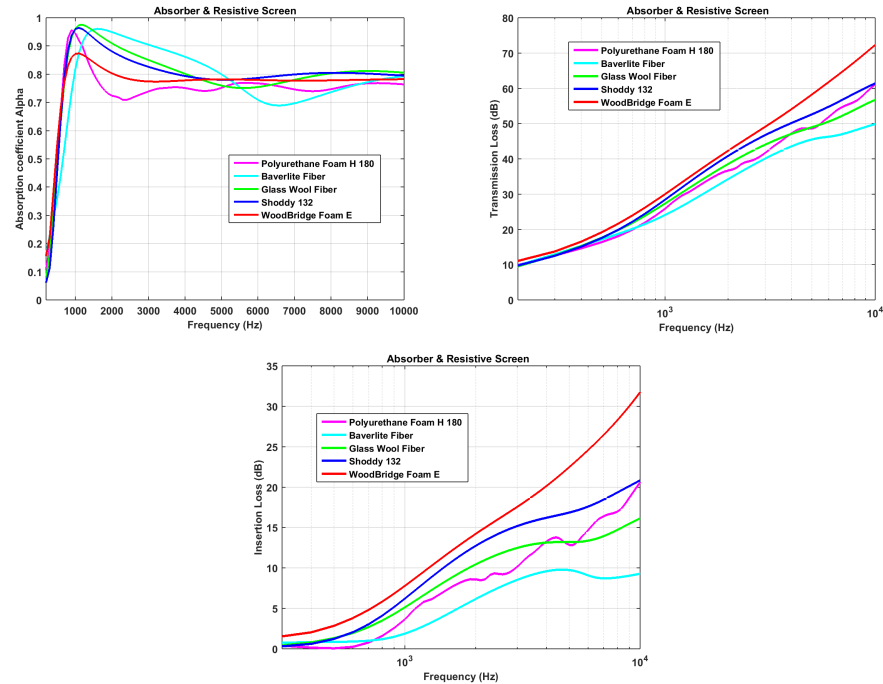 Absorber & Resistive Screen
1
0.9
0.8
0.7
0.6
0.5
0.4
0.3
0.2
0.1
0
Absorption coefficient Alpha
Polyurethane Foam H 180
Baverlite Fiber
Glass Wool Fiber
Shoddy 132
WoodBridge Foam E
1000 2000 3000 4000 5000 6000 7000 8000 9000 10000
Frequency (Hz)
Absorber & Resistive Screen
80
70
60
50
40
30
20
10
0
Transmission Loss (dB)
Polyurethane Foam H 180
Baverlite Fiber
Glass Wool Fiber
Shoddy 132
WoodBridge Foam E
10³ 10⁴
Frequency (Hz)
Absorber & Resistive Screen
35
30
25
20
15
10
5
0
Insertion Loss (dB)
Polyurethane Foam H 180
Baverlite Fiber
Glass Wool Fiber
Shoddy 132
WoodBridge Foam E
10³ 10⁴
Frequency (Hz)